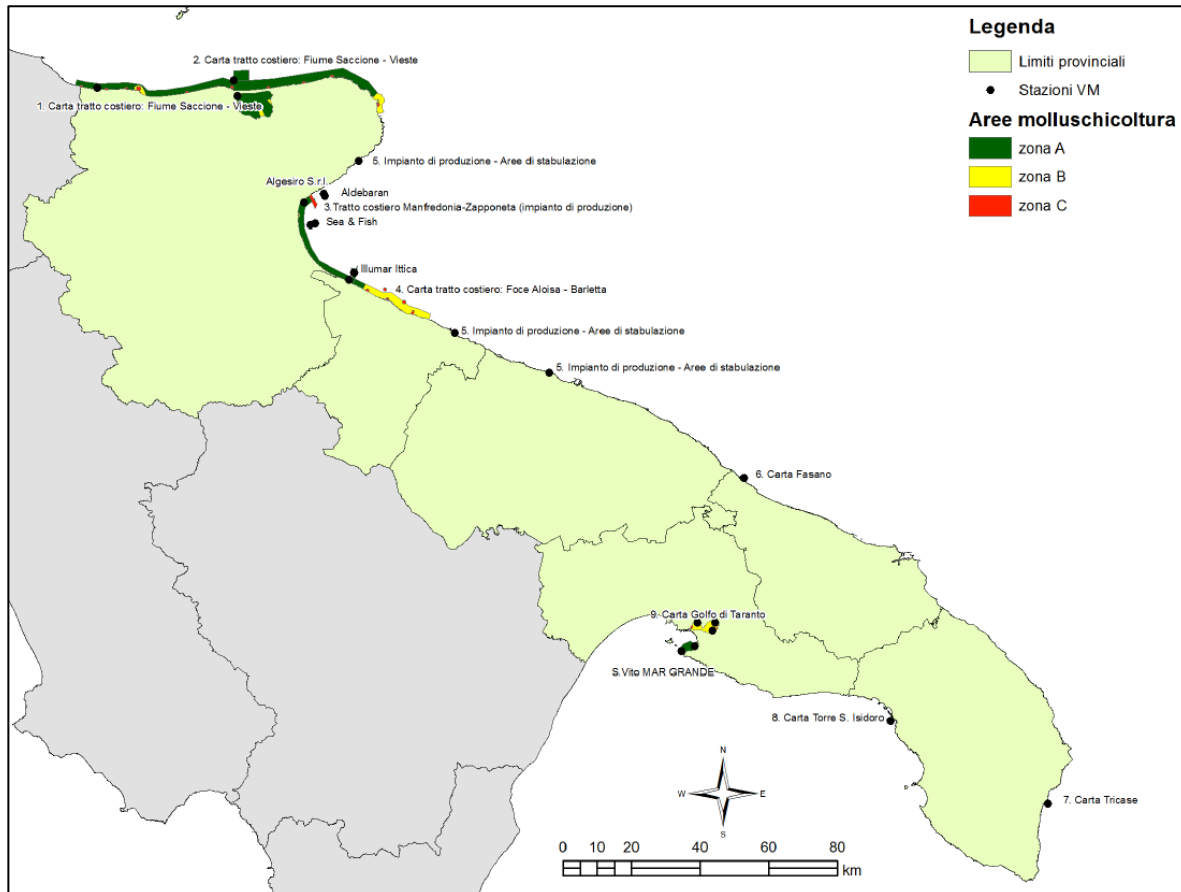 Legenda
Limiti provinciali
Stazioni VM
Aree molluschicoltura
zona A
zona B
zona C
2. Carta tratto costiero: Fiume Saccione - Vieste
1. Carta tratto costiero: Fiume Saccione - Vieste
5. Impianto di produzione - Aree di stabulazione
Algesiro S.r.l.
Aldebaran
3.Tratto costiero Manfredonia-Zapponeta (impianto di produzione)
Sea & Fish
Illumar Ittica
4. Carta tratto costiero: Foce Aloisa - Barletta
5. Impianto di produzione - Aree di stabulazione
5. Impianto di produzione - Aree di stabulazione
6. Carta Fasano
9. Carta Golfo di Taranto
S.Vito MAR GRANDE
8. Carta Torre S. Isidoro
7. Carta Tricase
N
W E
S
0 10 20 40 60 80
km